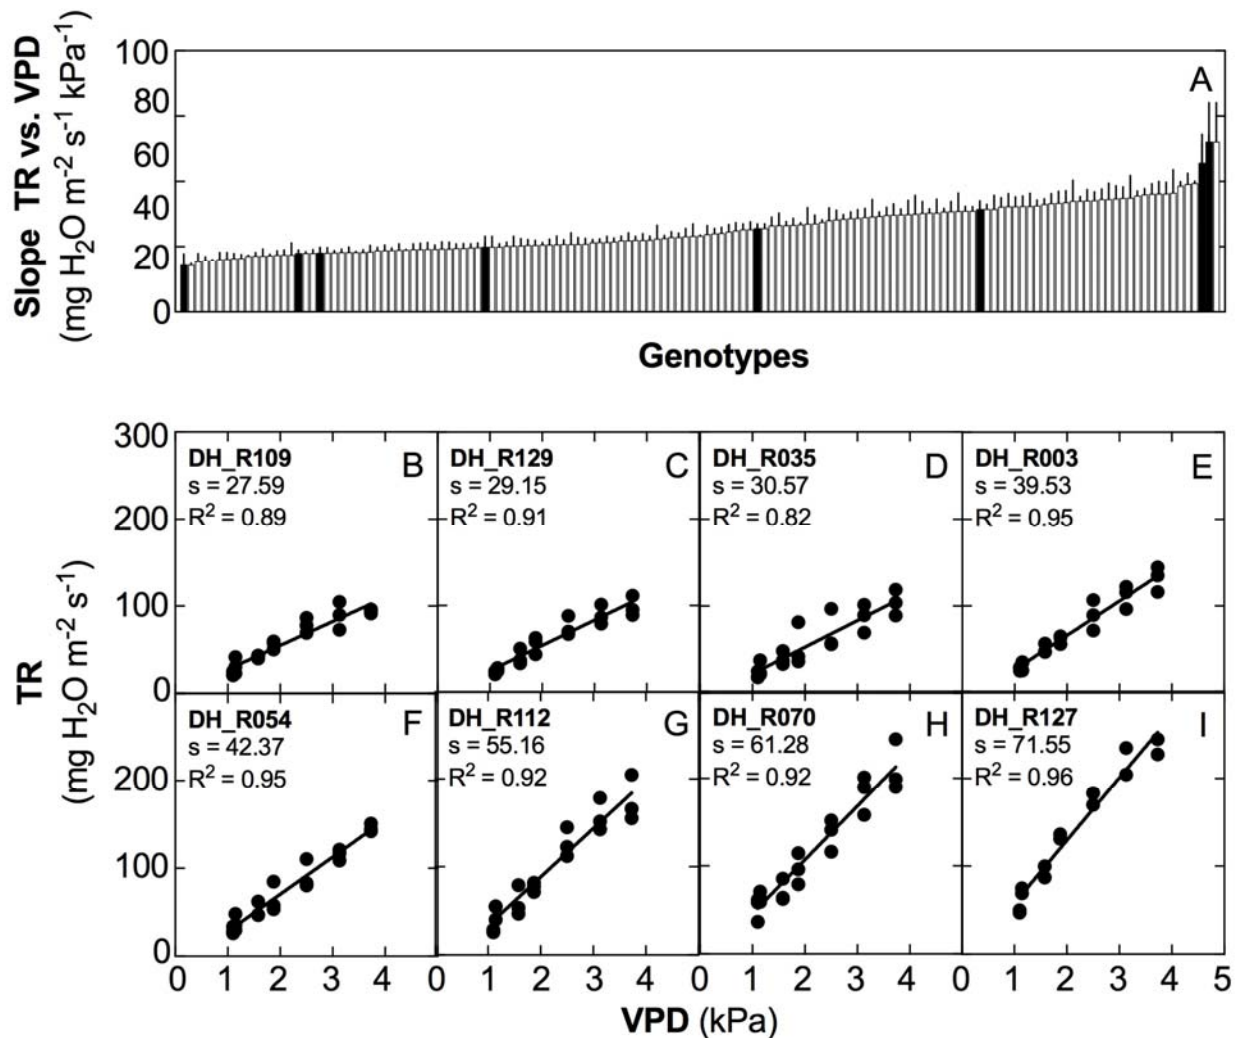 Slope TR vs. VPD
(mg H2O m-2 s-1 kPa-1)
100
80
60
40
20
0
A
Genotypes
TR
(mg H2O m-2 s-1)
300
200
100
0
DH_R109
s = 27.59
R2 = 0.89
B
DH_R129
s = 29.15
R2 = 0.91
C
DH_R035
s = 30.57
R2 = 0.82
D
DH_R003
s = 39.53
R2 = 0.95
E
200
100
0
DH_R054
s = 42.37
R2 = 0.95
F
DH_R112
s = 55.16
R2 = 0.92
G
DH_R070
s = 61.28
R2 = 0.92
H
DH_R127
s = 71.55
R2 = 0.96
I
0 1 2 3 4 0 1 2 3 4 0 1 2 3 4 0 1 2 3 4 5
VPD (kPa)